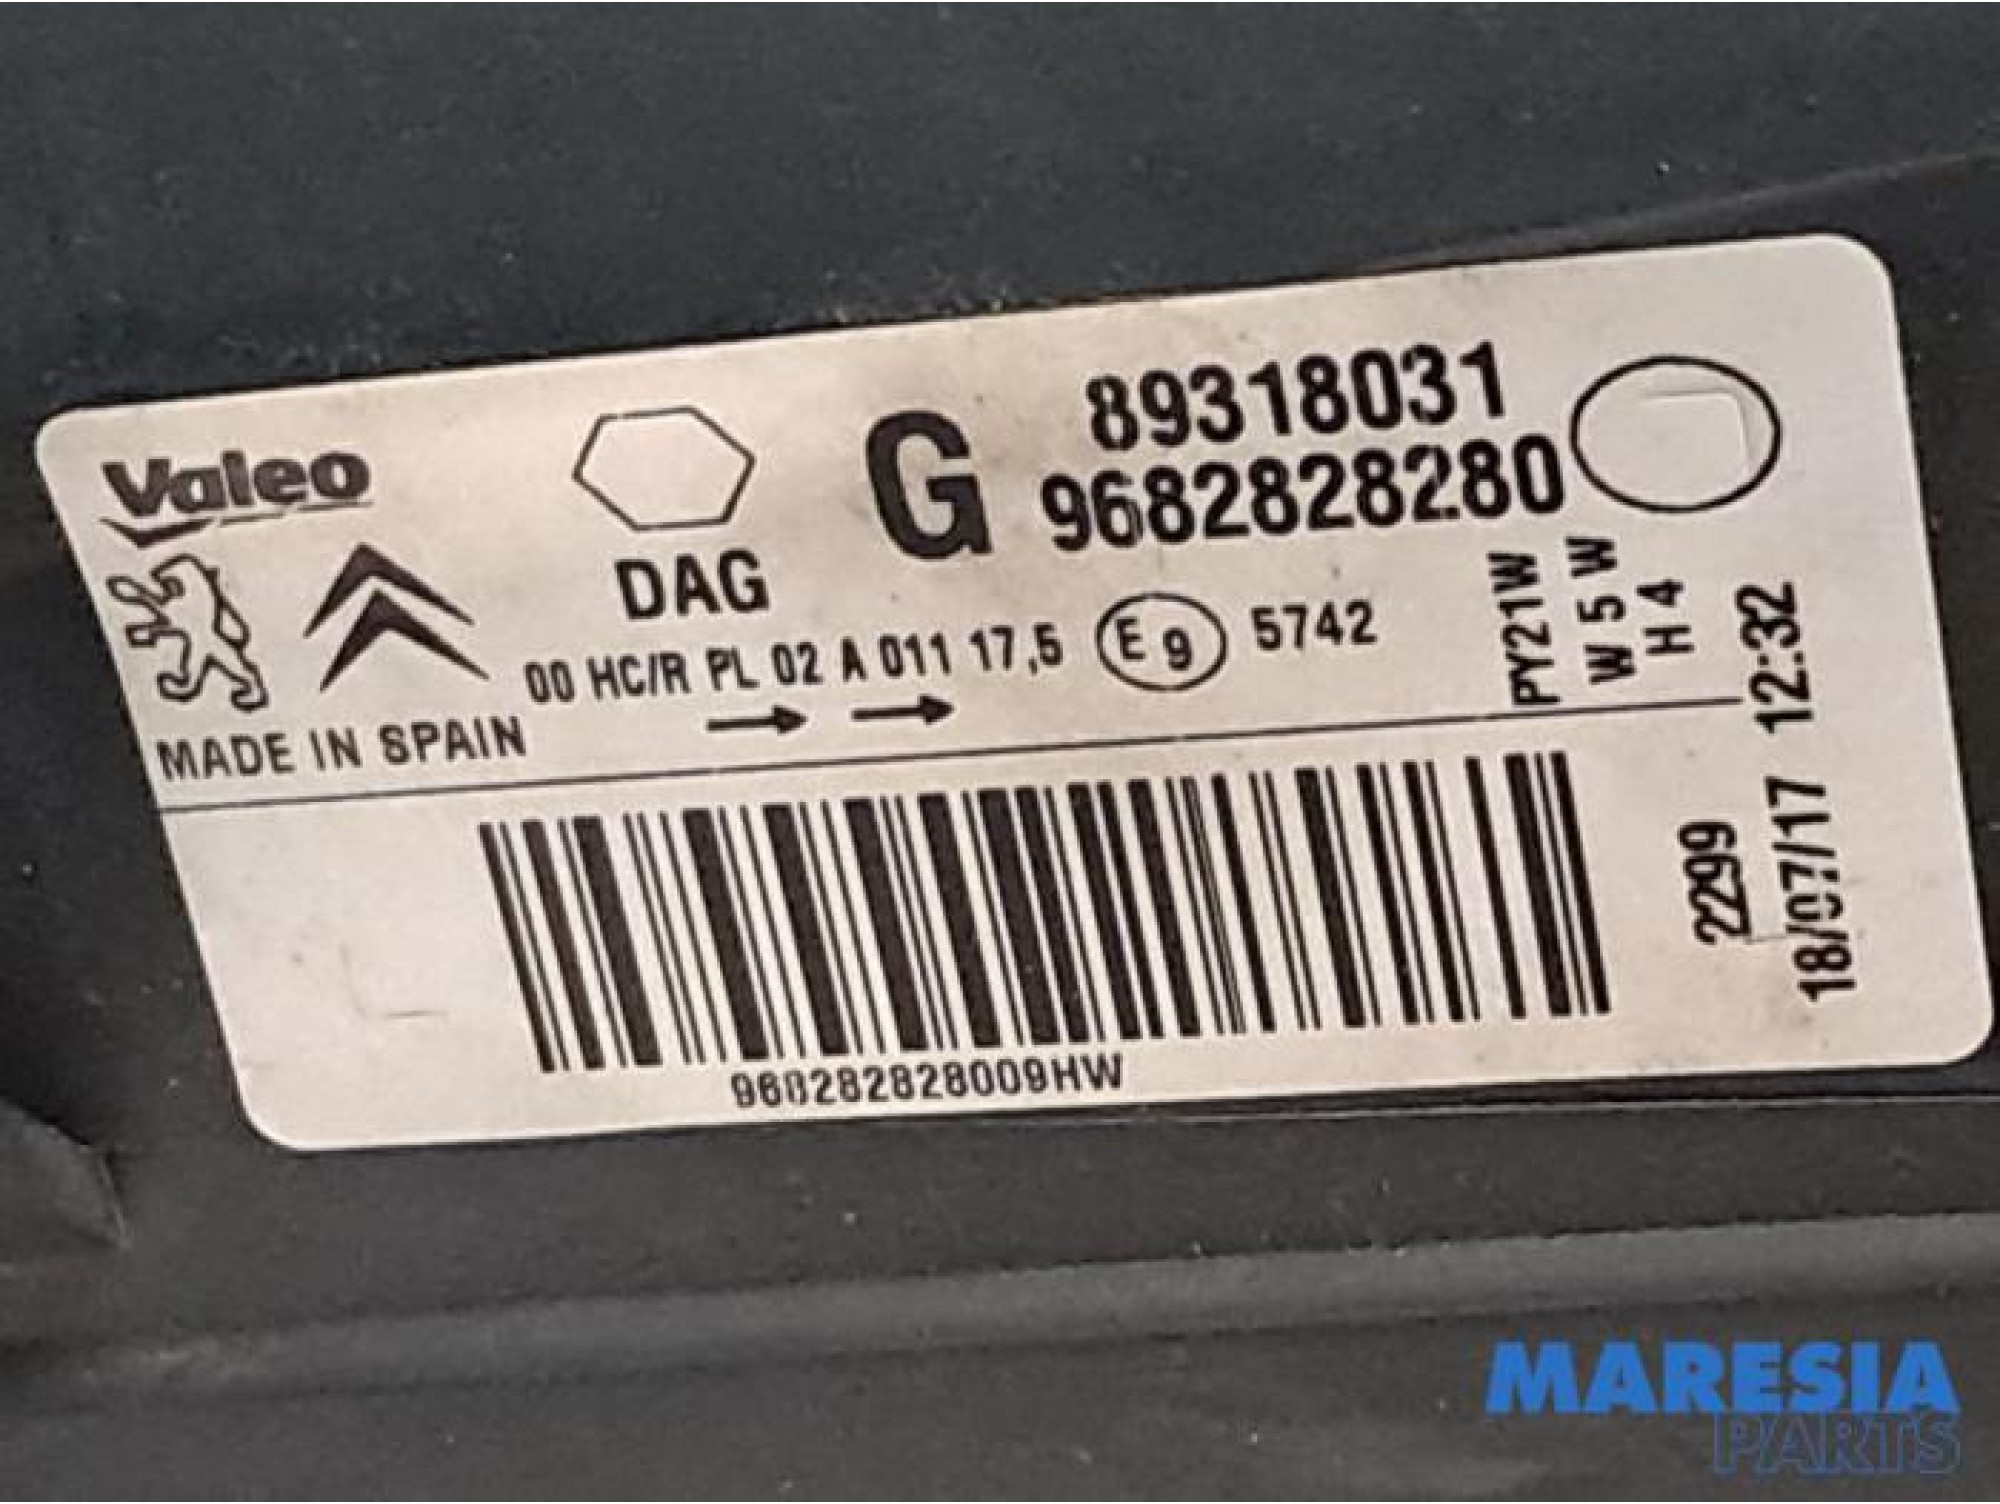 Valeo
G
89318031
9682828280
DAG
00 HC/R PL 02 A 011 17,5
E 9
5742
PY21W
W 5 W
H 4
MADE IN SPAIN
2299
18/07/17 12:32
968282828009HW
MARESIA
PARTS